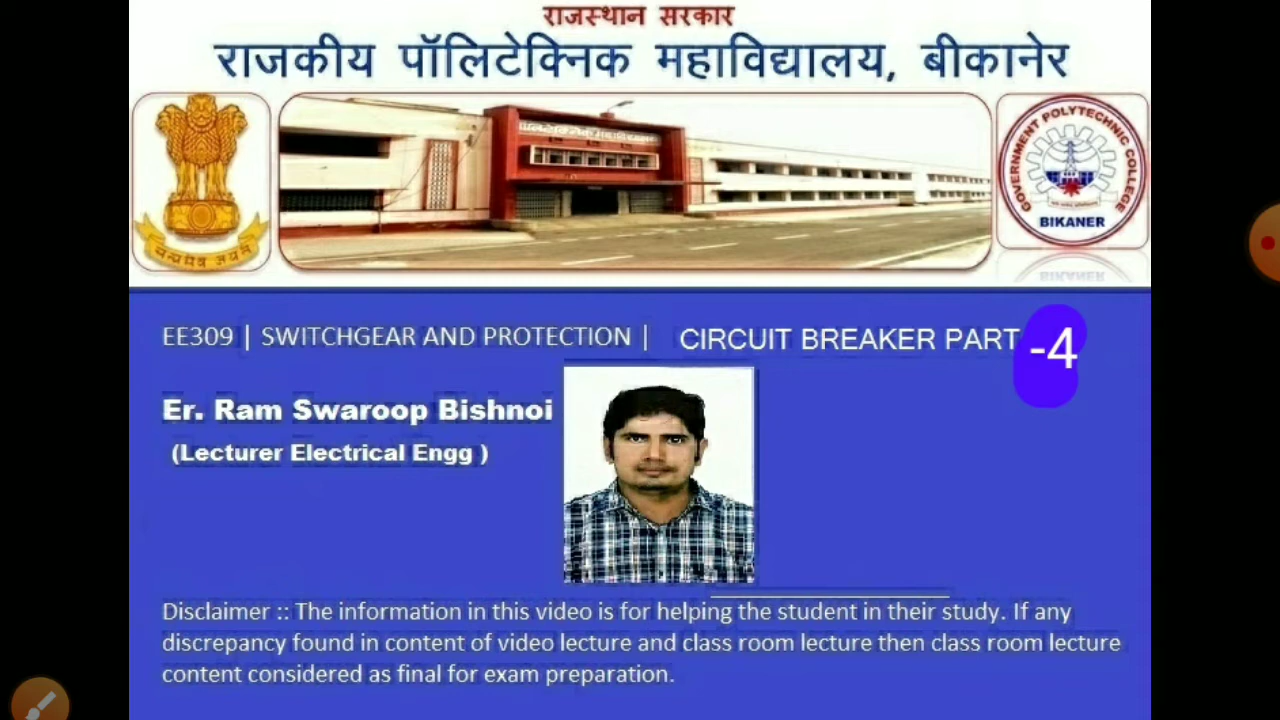 राजस्थान सरकार
राजकीय पॉलिटेक्निक महाविद्यालय, बीकानेर
सत्यमेव जयते
GOVERNMENT POLYTECHNIC COLLEGE
BIKANER
EE309 | SWITCHGEAR AND PROTECTION | CIRCUIT BREAKER PART -4
Er. Ram Swaroop Bishnoi
(Lecturer Electrical Engg )
Disclaimer :: The information in this video is for helping the student in their study. If any
discrepancy found in content of video lecture and class room lecture then class room lecture
content considered as final for exam preparation.